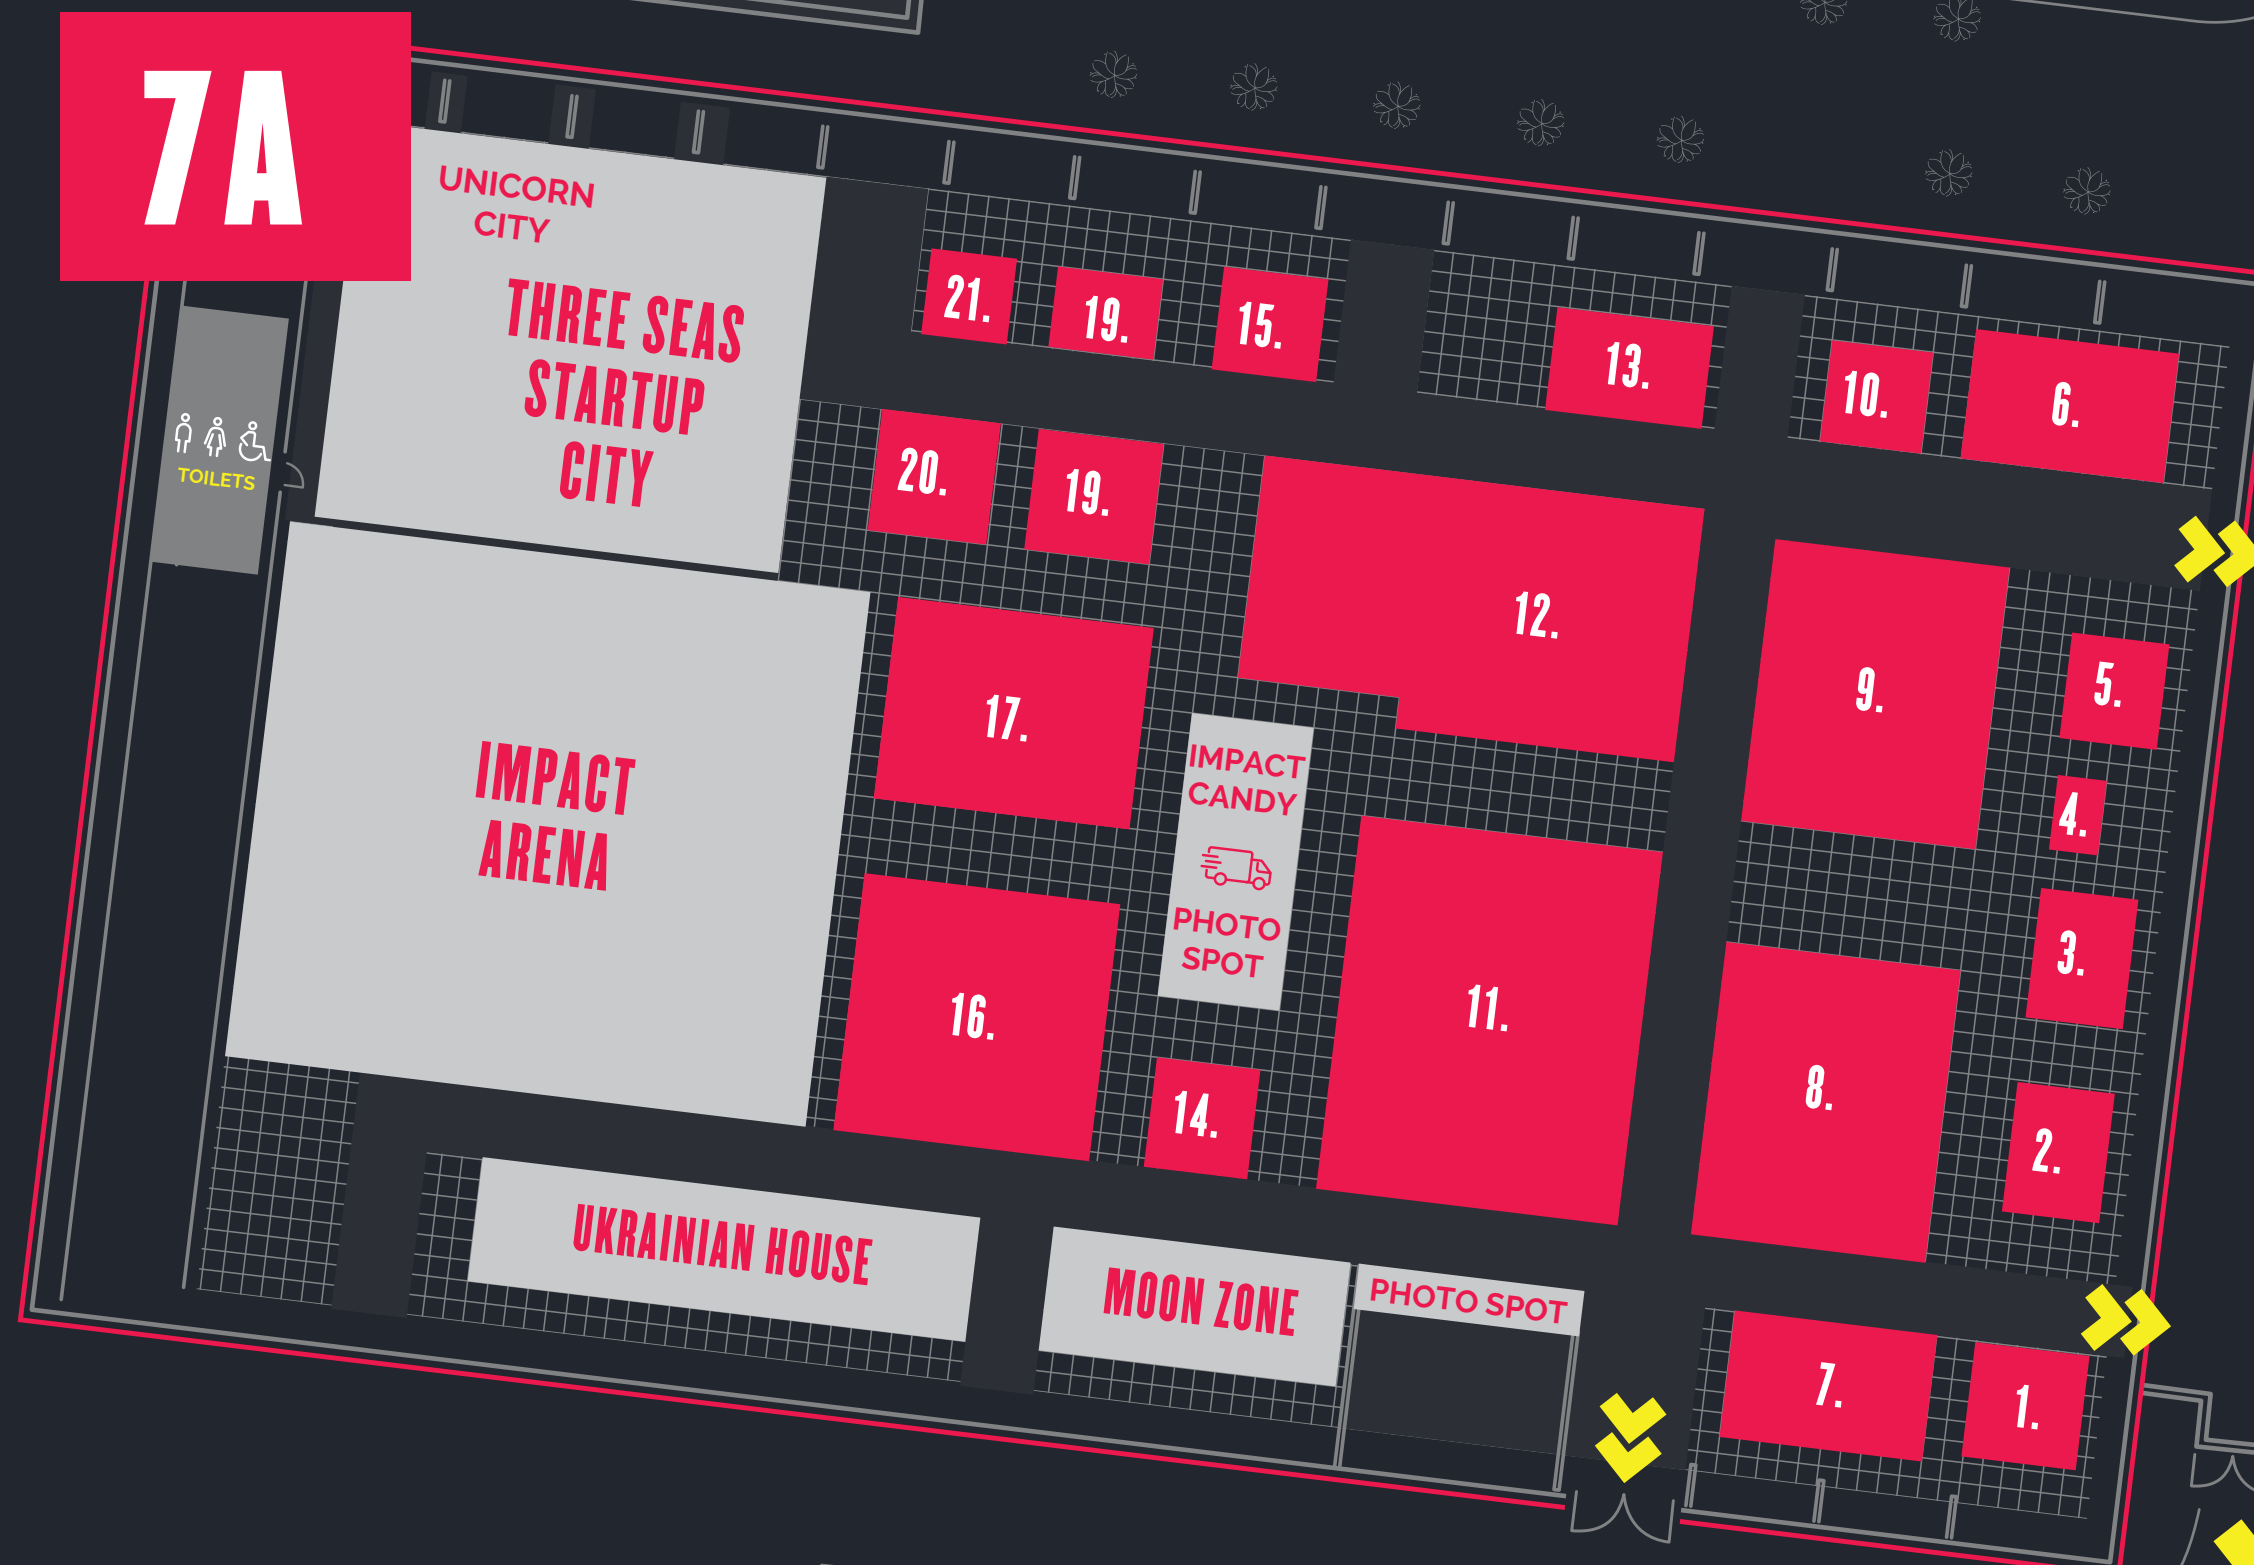 7A
UNICORN
CITY
THREE SEAS
STARTUP
CITY
TOILETS
21.
19.
15.
13.
10.
6.
20.
19.
12.
9.
5.
17.
4.
IMPACT
ARENA
IMPACT
CANDY
PHOTO
SPOT
3.
16.
11.
8.
14.
2.
UKRAINIAN HOUSE
MOON ZONE
PHOTO SPOT
7.
1.